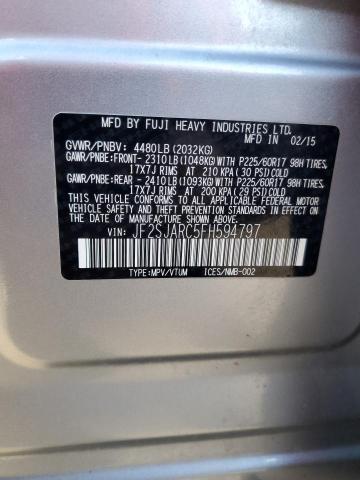 MFD BY FUJI HEAVY INDUSTRIES LTD.
IN 02/15
GVWR/PNBV: 4480LB(2032KG)
GAWR/PNBE:FRONT- 2310LB(1048KG)WITH P225/60R17 98H TIRES,
17X7J RIMS AT 210 KPA(30 PSI)COLD
GAWR/PNBE:REAR- 2410LB(1093KG)WITH P225/60R17 98H TIRES,
17X7J RIMS AT 200 KPA(29 PSI)COLD
THIS VEHICLE CONFORMS TO ALL APPLICABLE FEDERAL MOTOR
VEHICLE SAFETY, BUMPER, AND THEFT PREVENTION STANDARDS IN
EFFECT ON THE DATE OF MANUFACTURE SHOWN ABOVE.
VIN: JF2SJARC5FH594797
TYPE:MPV/VTUM ICES/NMB-002